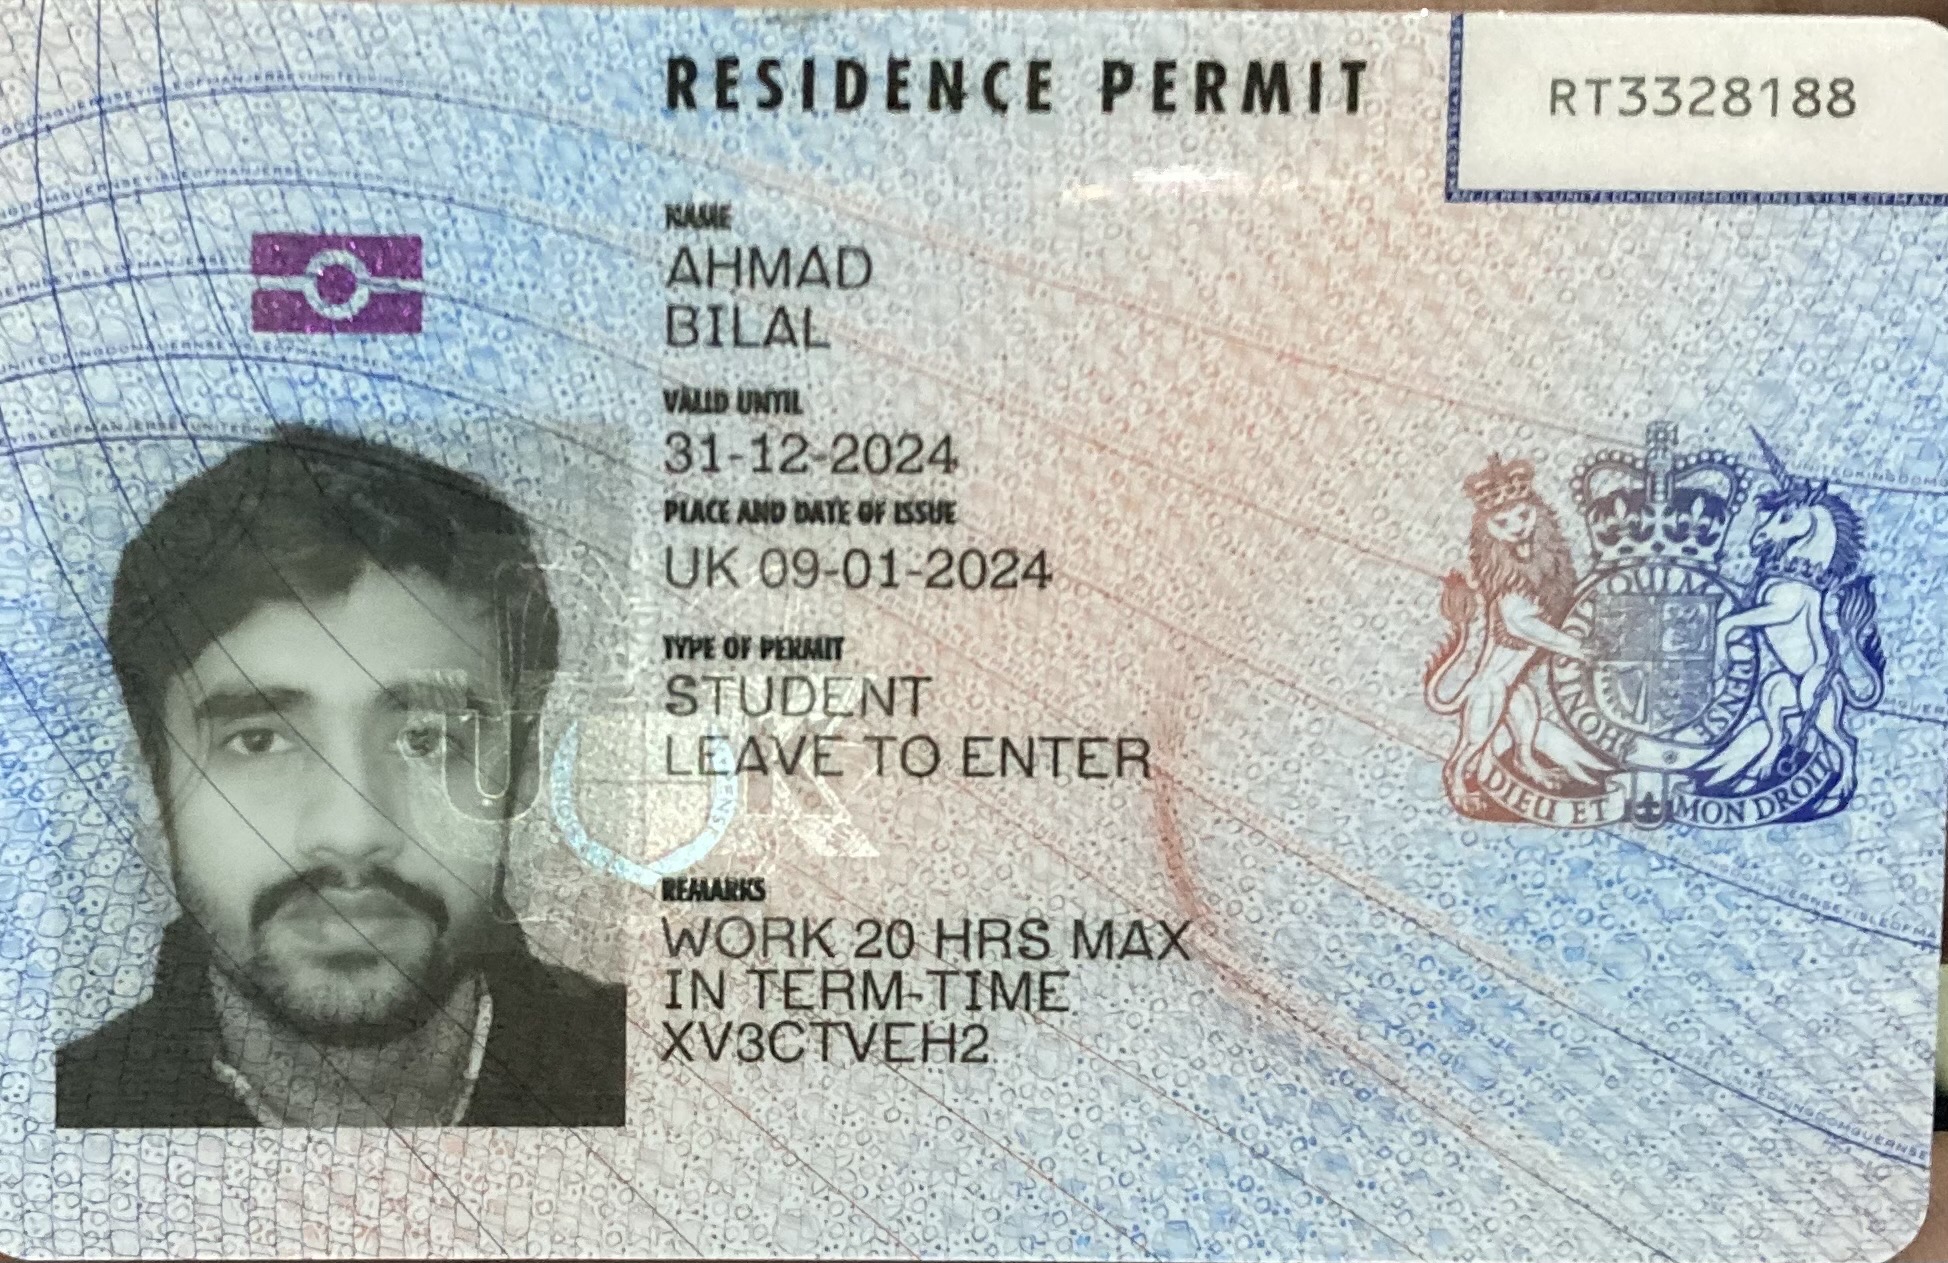 RESIDENCE PERMIT
RT3328188
NAME
AHMAD
BILAL
VALID UNTIL
31-12-2024
PLACE AND DATE OF ISSUE
UK 09-01-2024
TYPE OF PERMIT
STUDENT
LEAVE TO ENTER
REMARKS
WORK 20 HRS MAX
IN TERM-TIME
XV3CTVEH2
UK
DIEU ET MON DROIT